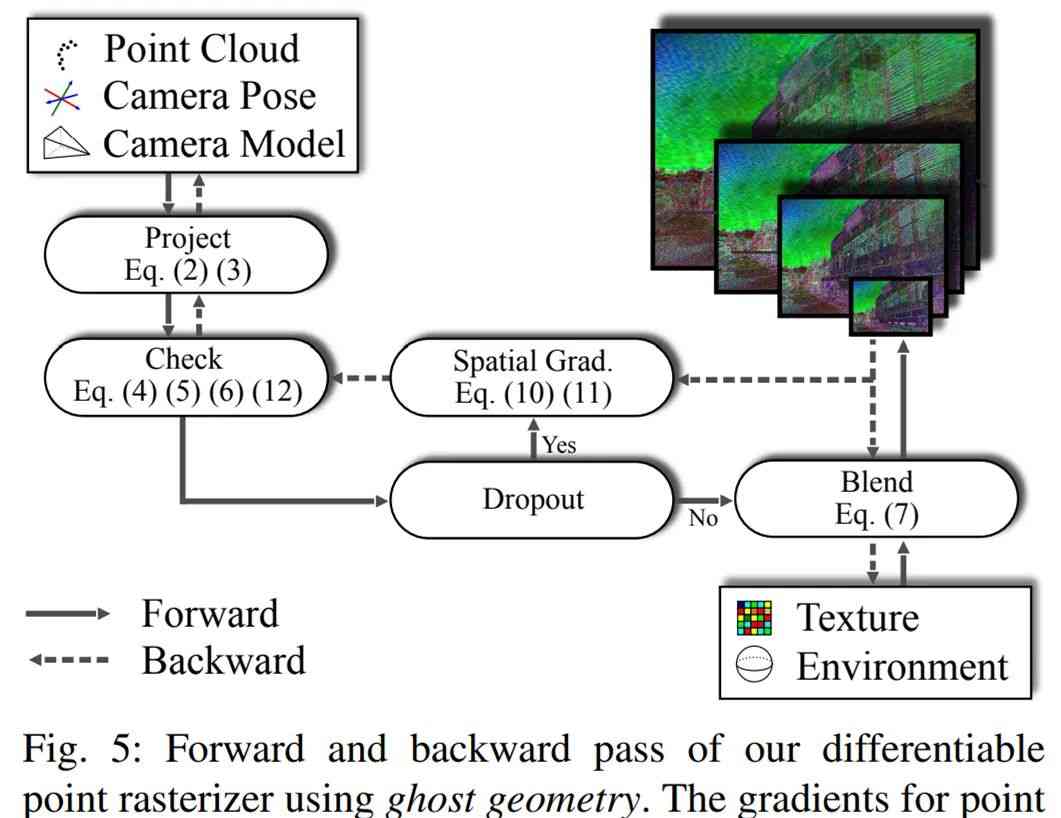 Point Cloud
Camera Pose
Camera Model
Project
Eq. (2) (3)
Check
Eq. (4) (5) (6) (12)
Spatial Grad.
Eq. (10) (11)
Yes
Dropout
No
Blend
Eq. (7)
Forward
Backward
Texture
Environment
Fig. 5: Forward and backward pass of our differentiable
point rasterizer using ghost geometry. The gradients for point